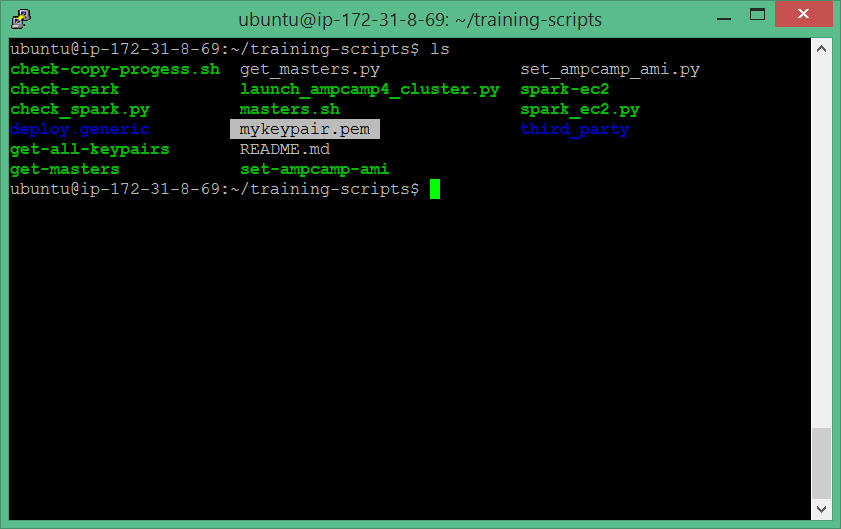 ubuntu@ip-172-31-8-69: ~/training-scripts
ubuntu@ip-172-31-8-69:~/training-scripts$ ls
check-copy-progess.sh get_masters.py set_ampcamp_ami.py
check-spark launch_ampcamp4_cluster.py spark-ec2
check_spark.py masters.sh spark_ec2.py
deploy.generic mykeypair.pem third_party
get-all-keypairs README.md
get-masters set-ampcamp-ami
ubuntu@ip-172-31-8-69:~/training-scripts$